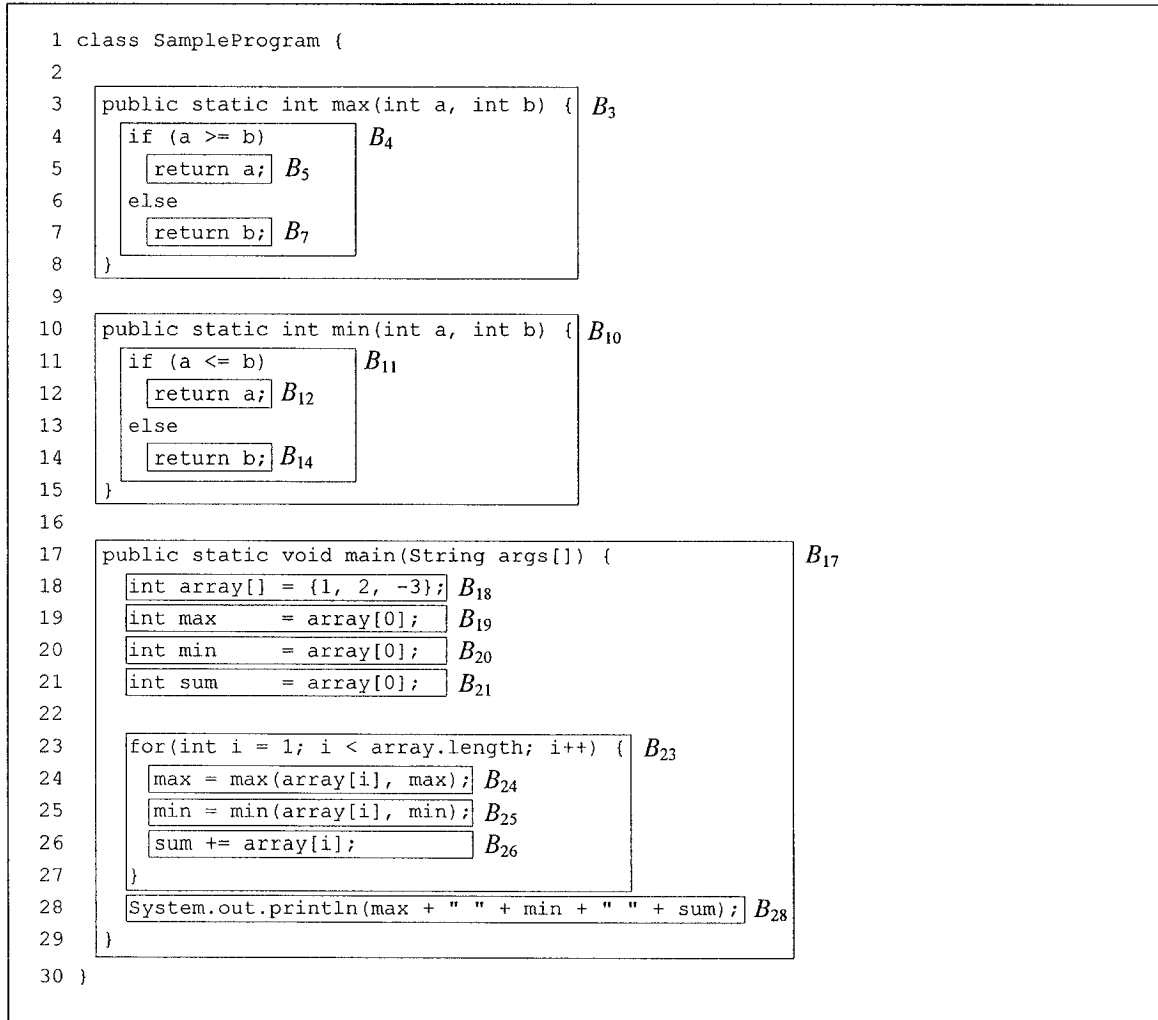 1 class SampleProgram {
2
3 public static int max(int a, int b) { B3
4 if (a >= b) B4
5 return a; B5
6 else
7 return b; B7
8 }
9
10 public static int min(int a, int b) { B10
11 if (a <= b) B11
12 return a; B12
13 else
14 return b; B14
15 }
16
17 public static void main(String args[]) { B17
18 int array[] = {1, 2, -3}; B18
19 int max = array[0]; B19
20 int min = array[0]; B20
21 int sum = array[0]; B21
22
23 for(int i = 1; i < array.length; i++) { B23
24 max = max(array[i], max); B24
25 min = min(array[i], min); B25
26 sum += array[i]; B26
27 }
28 System.out.println(max + " " + min + " " + sum); B28
29 }
30 }